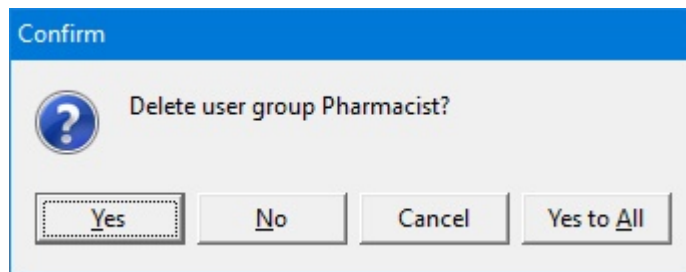 Confirm
Delete user group Pharmacist?
Yes No Cancel Yes to All